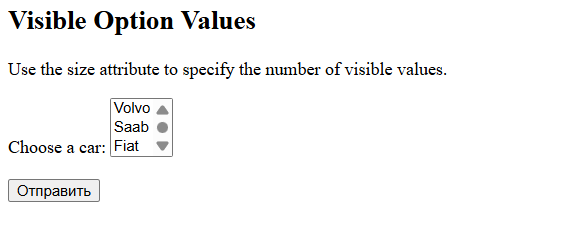 Visible Option Values
Use the size attribute to specify the number of visible values.
Choose a car:
Volvo
Saab
Fiat
Отправить